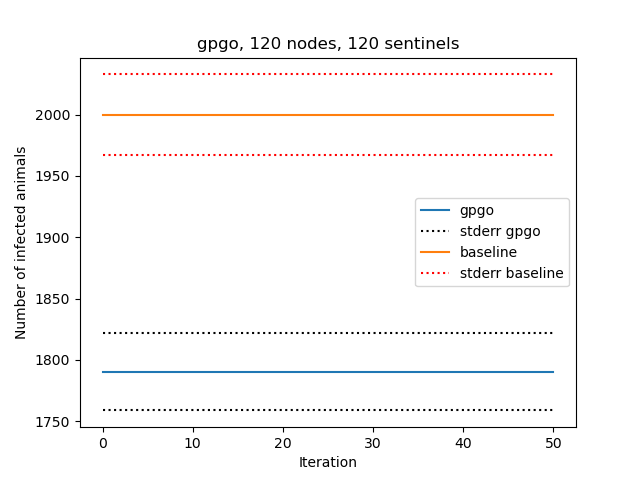 gpgo, 120 nodes, 120 sentinels
Number of infected animals
2000
1950
1900
1850
1800
1750
gpgo
stderr gpgo
baseline
stderr baseline
0 10 20 30 40 50
Iteration